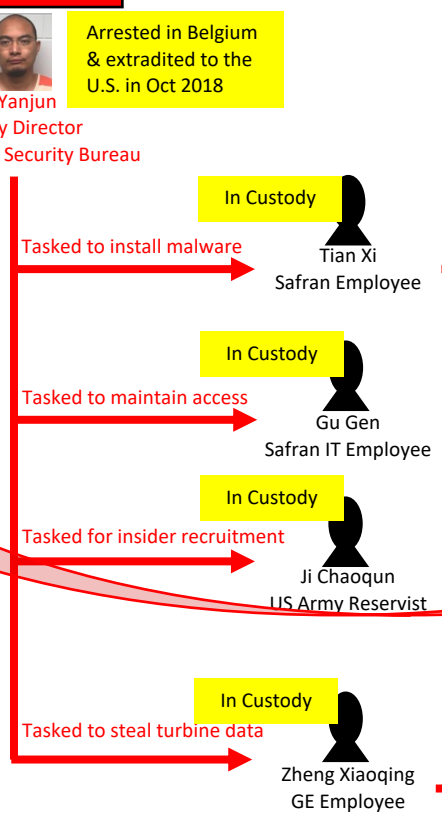 Arrested in Belgium
& extradited to the
U.S. in Oct 2018
Yanjun
y Director
Security Bureau
In Custody
Tasked to install malware
Tian Xi
Safran Employee
In Custody
Tasked to maintain access
Gu Gen
Safran IT Employee
In Custody
Tasked for insider recruitment
Ji Chaoqun
US Army Reservist
In Custody
Tasked to steal turbine data
Zheng Xiaoqing
GE Employee